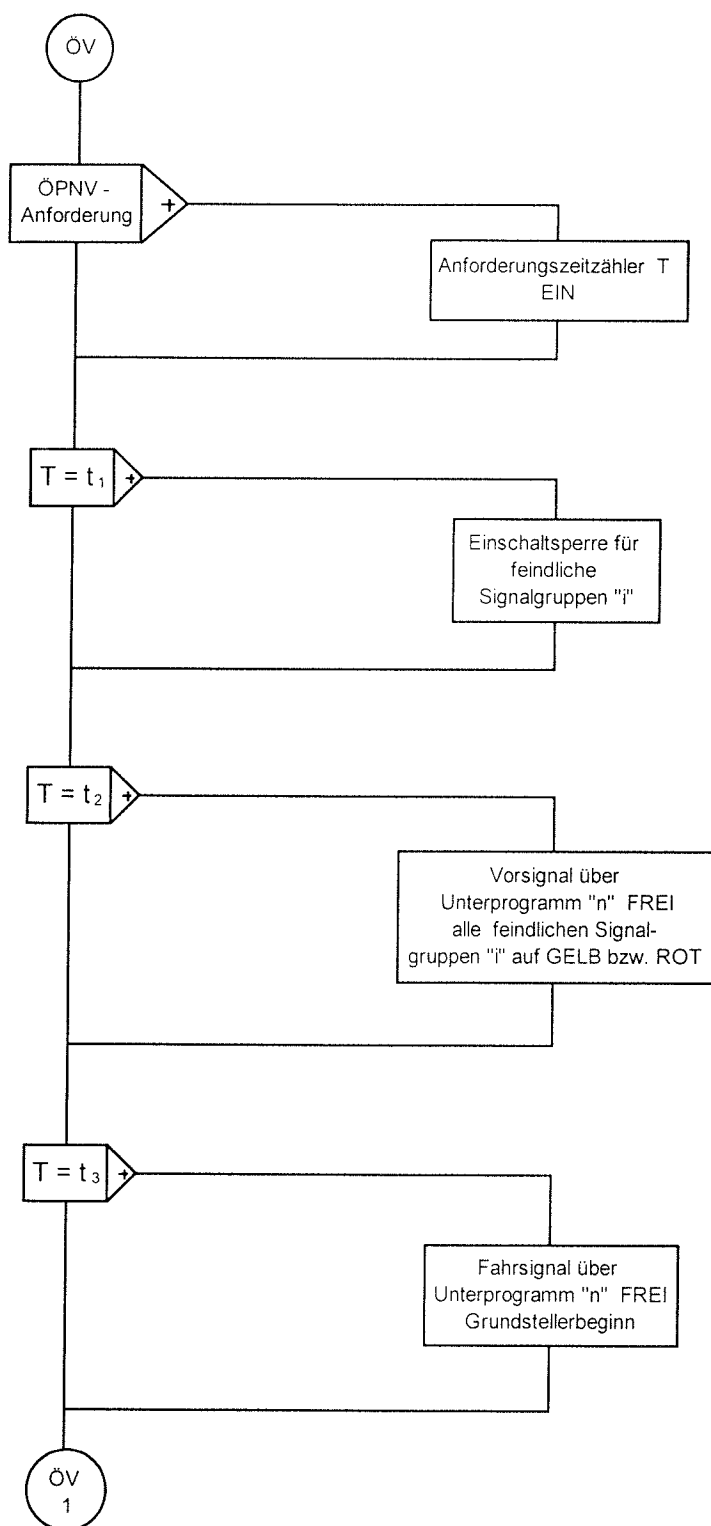 ÖV
ÖPNV -
Anforderung
+
Anforderungszeitzähler T
EIN
T = t₁
+
Einschaltsperre für
feindliche
Signalgruppen "i"
T = t₂
+
Vorsignal über
Unterprogramm "n" FREI
alle feindlichen Signal-
gruppen "i" auf GELB bzw. ROT
T = t₃
+
Fahrsignal über
Unterprogramm "n" FREI
Grundstellerbeginn
ÖV
1